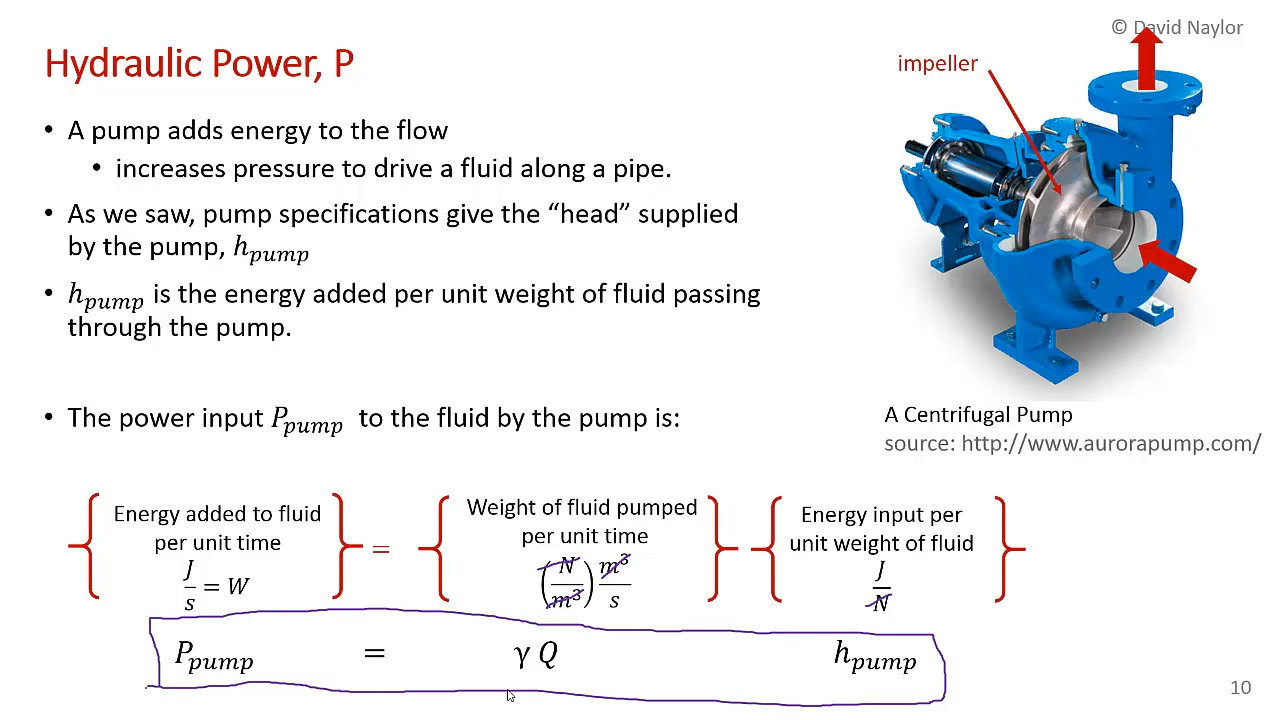 © David Naylor
Hydraulic Power, P
impeller
• A pump adds energy to the flow
• increases pressure to drive a fluid along a pipe.
• As we saw, pump specifications give the “head” supplied
by the pump, h_pump
• h_pump is the energy added per unit weight of fluid passing
through the pump.
• The power input P_pump to the fluid by the pump is:
A Centrifugal Pump
source: http://www.aurorapump.com/
{Energy added to fluid
per unit time
J/s = W} =
{Weight of fluid pumped
per unit time
(N/m³) m³/s}
{Energy input per
unit weight of fluid
J/N}
P_pump = γ Q h_pump
10